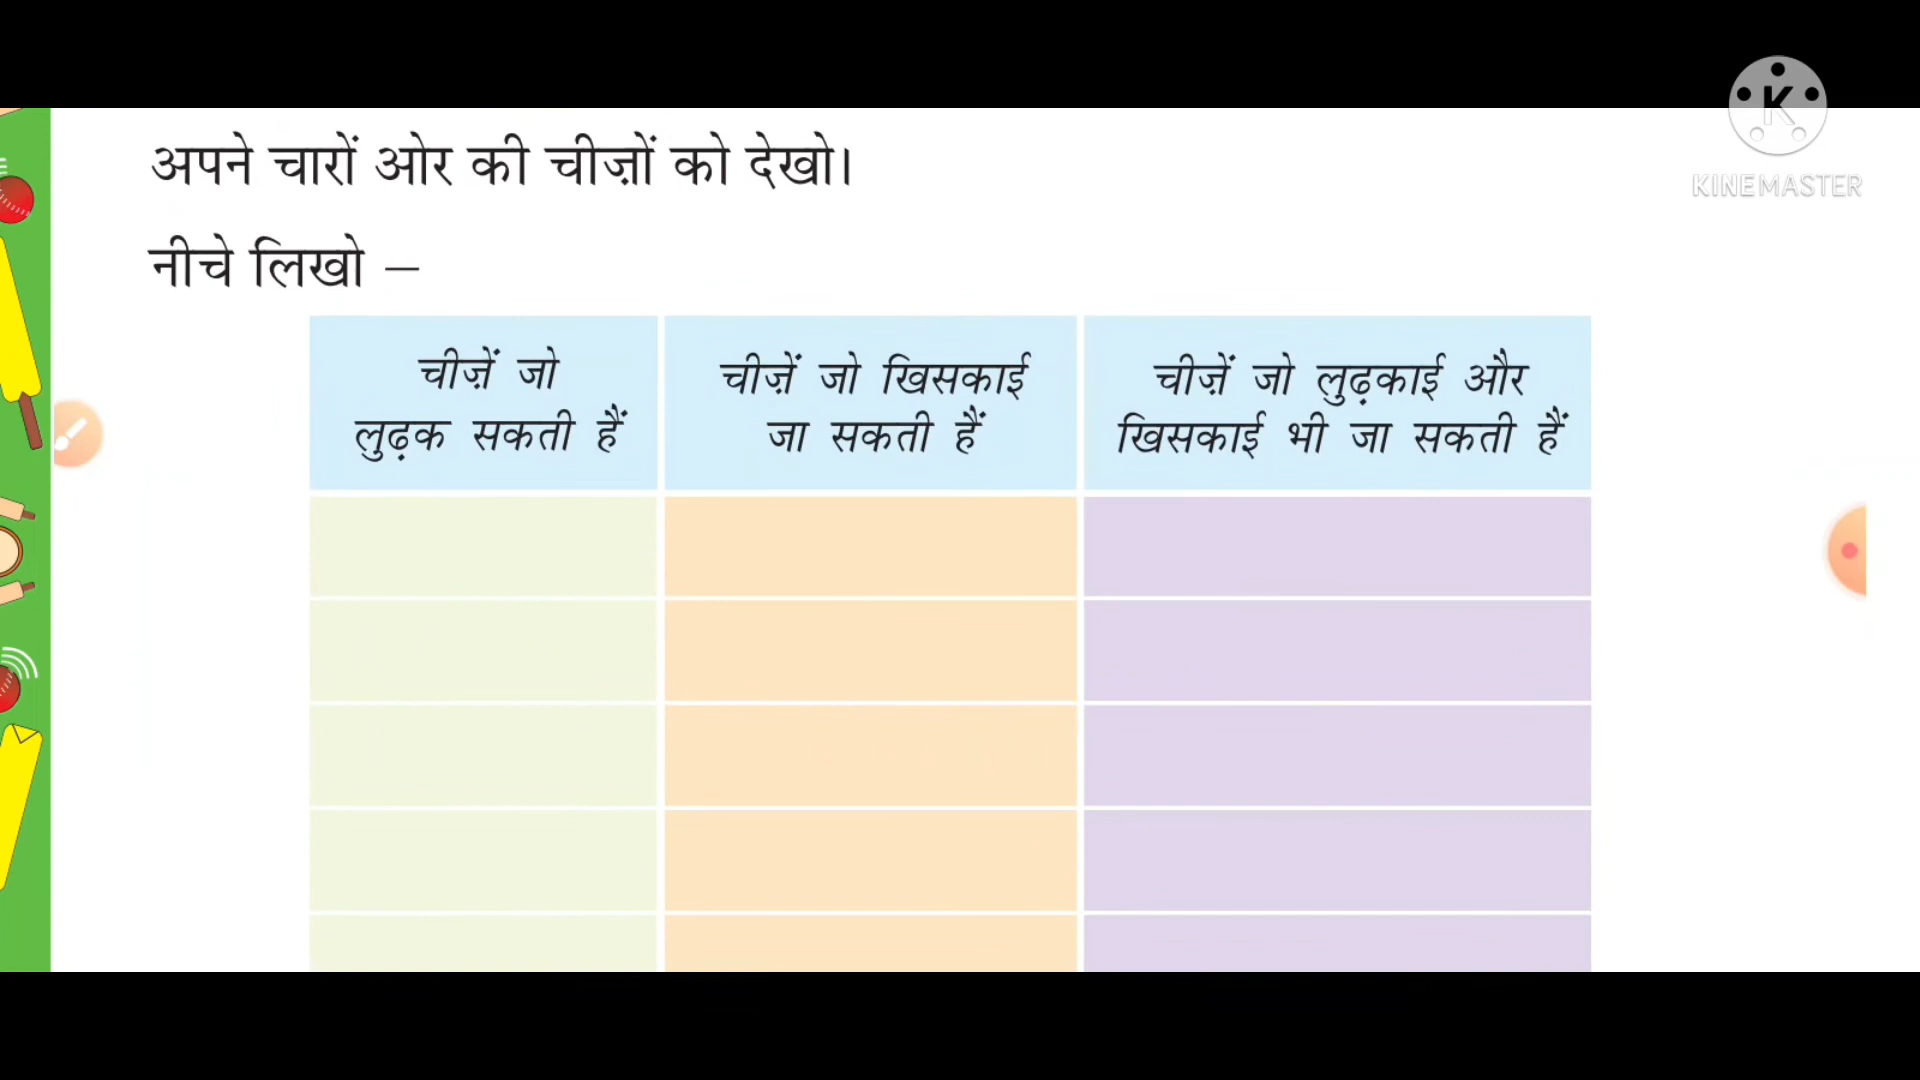 अपने चारों ओर की चीज़ों को देखो।
नीचे लिखो –
चीज़ें जो
लुढ़क सकती हैं
चीज़ें जो खिसकाई
जा सकती हैं
चीज़ें जो लुढ़काई और
खिसकाई भी जा सकती हैं
K
KINEMASTER